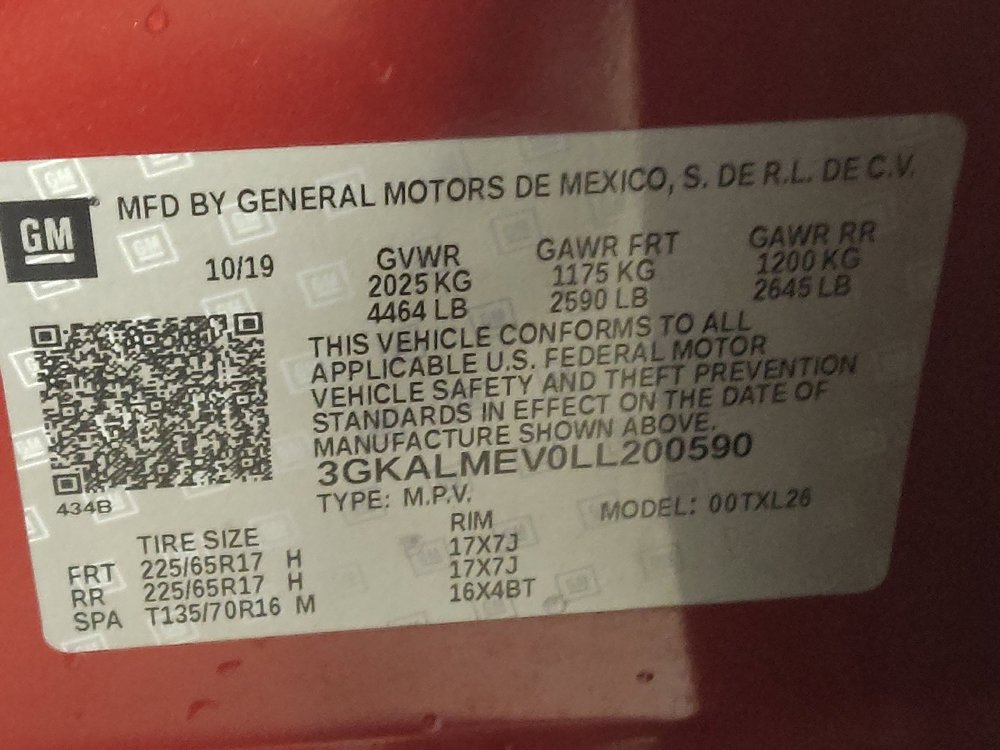 GM
MFD BY GENERAL MOTORS DE MEXICO, S. DE R.L. DE C.V.
10/19
GVWR
2025 KG
4464 LB
GAWR FRT
1175 KG
2590 LB
GAWR RR
1200 KG
2645 LB
THIS VEHICLE CONFORMS TO ALL
APPLICABLE U.S. FEDERAL MOTOR
VEHICLE SAFETY AND THEFT PREVENTION
STANDARDS IN EFFECT ON THE DATE OF
MANUFACTURE SHOWN ABOVE.
3GKALMEV0LL200590
434B
TYPE: M.P.V. MODEL: 00TXL26
TIRE SIZE RIM
FRT 225/65R17 H 17X7J
RR 225/65R17 H 17X7J
SPA T135/70R16 M 16X4BT